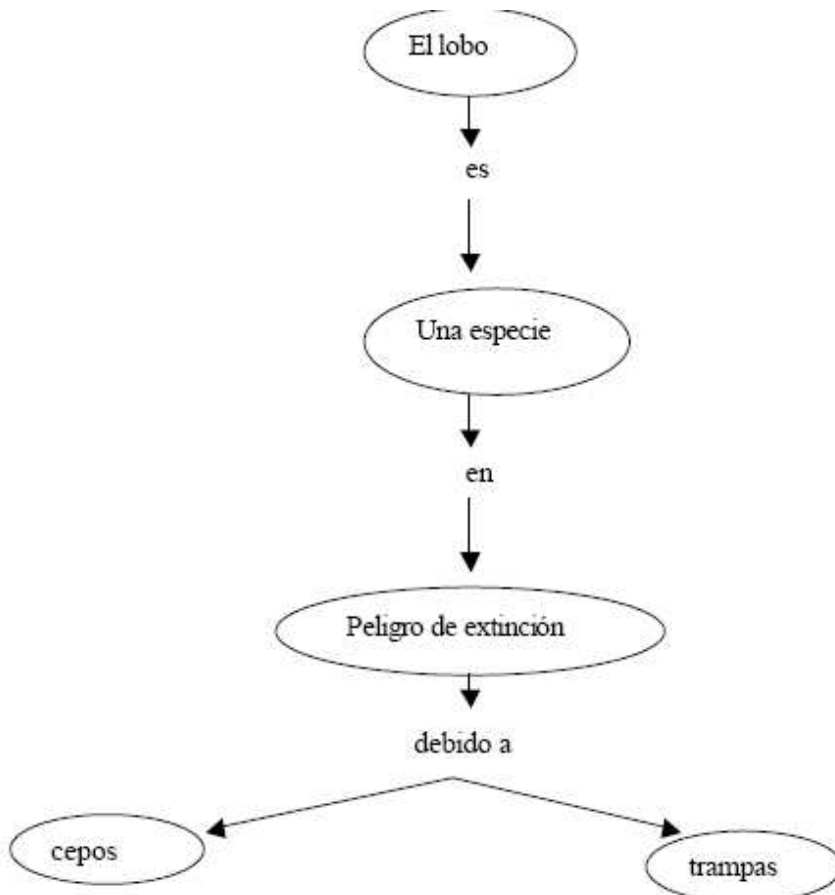 El lobo
es
Una especie
en
Peligro de extinción
debido a
cepos
trampas